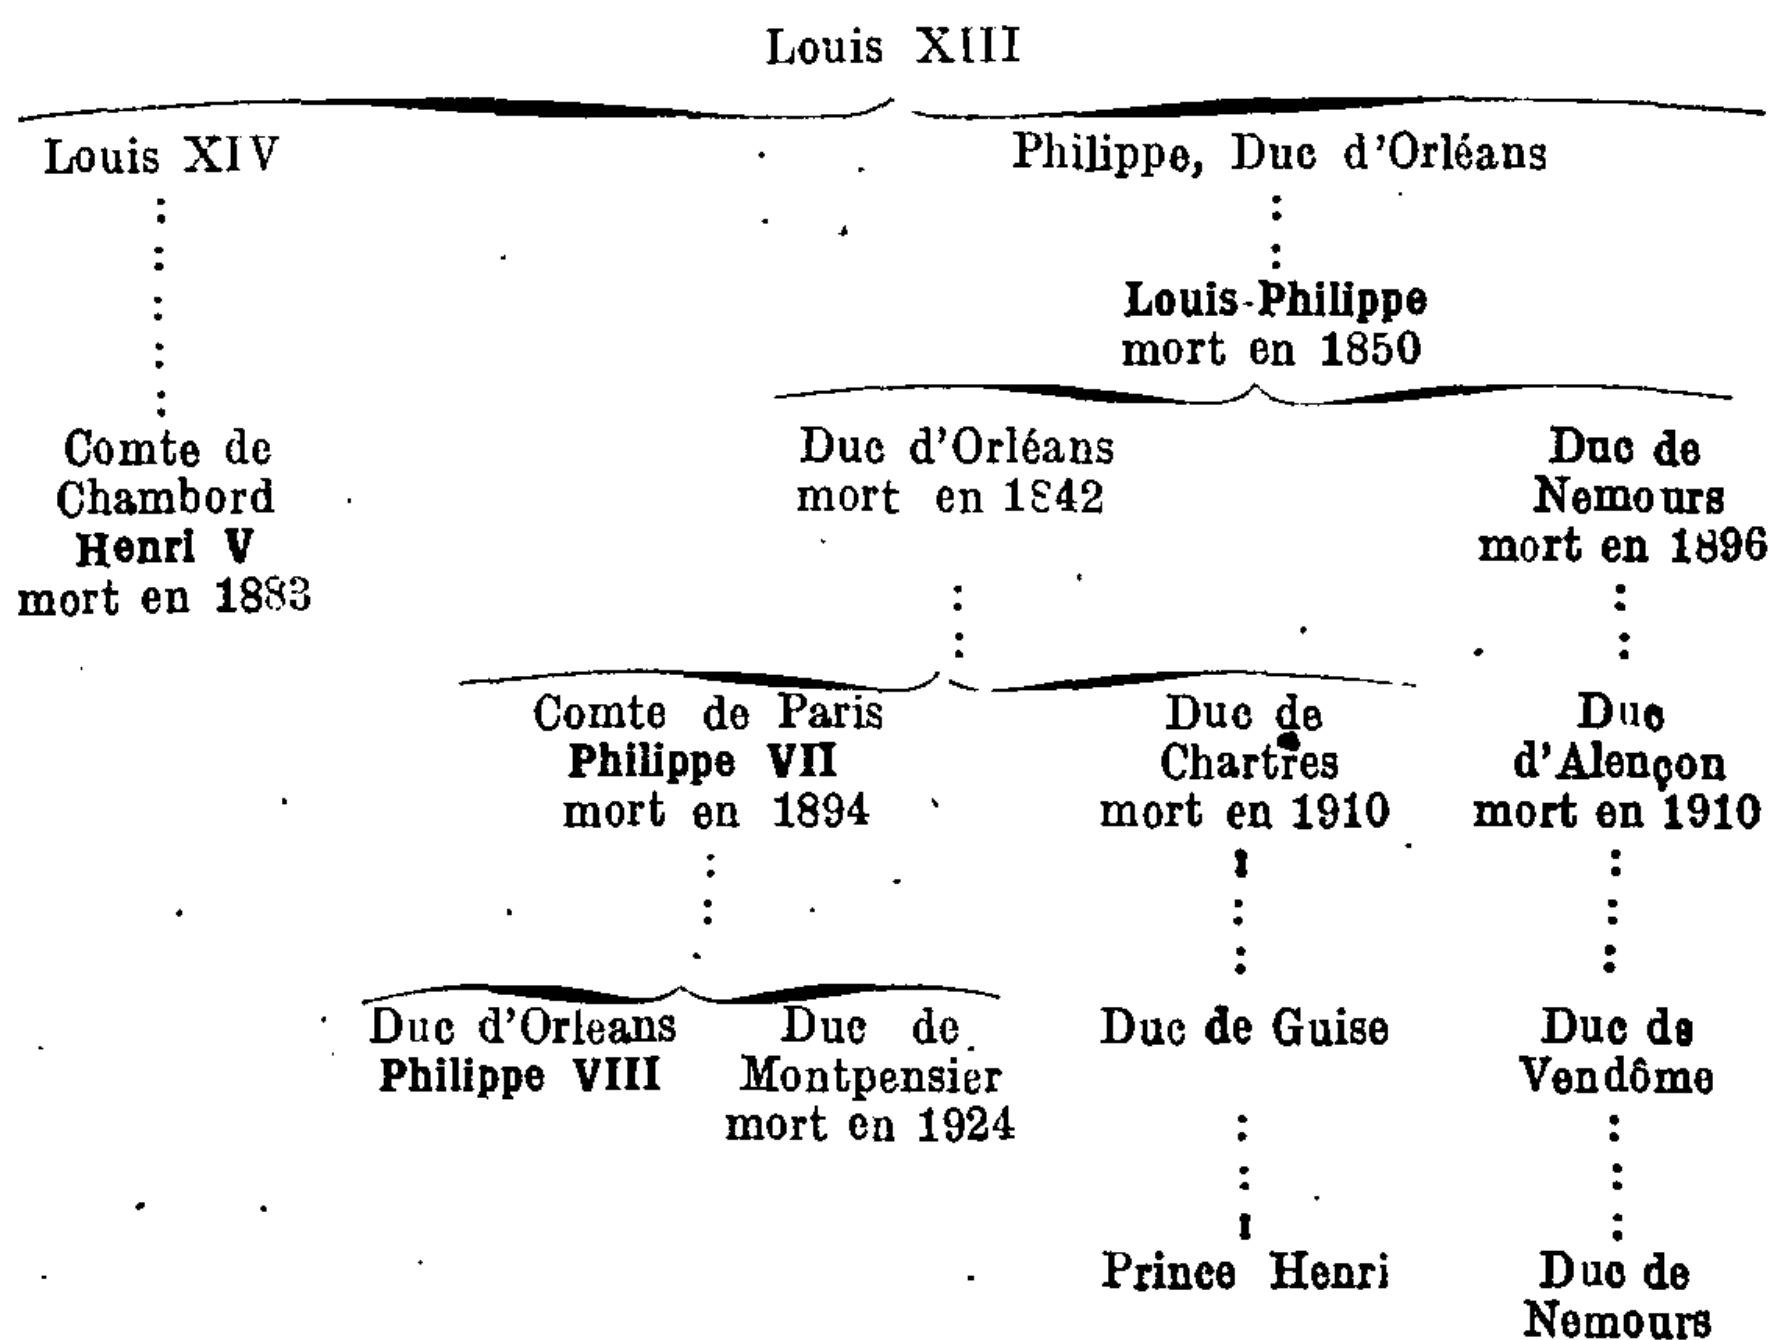 Louis XIII
Louis XIV
Philippe, Duc d'Orléans
Louis-Philippe
mort en 1850
Comte de
Chambord
Henri V
mort en 1883
Duc d'Orléans
mort en 1842
Duc de
Nemours
mort en 1896
Comte de Paris
Philippe VII
mort en 1894
Duc de
Chartres
mort en 1910
Duc
d'Alençon
mort en 1910
Duc d'Orleans
Philippe VIII
Duc de
Montpensier
mort en 1924
Duc de Guise
Duc de
Vendôme
Prince Henri
Duc de
Nemours